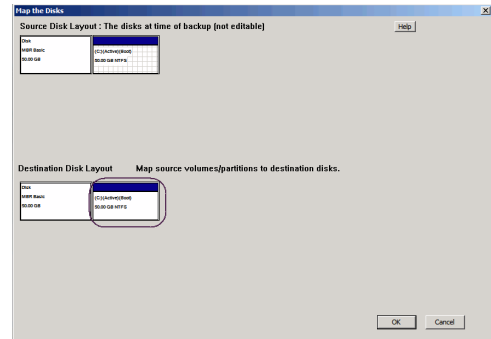 Map the Disks
Source Disk Layout : The disks at time of backup (not editable)
Help
Disk
MBR Basic
50.00 GB
(C:)(Active)(Boot)
50.00 GB NTFS
Destination Disk Layout Map source volumes/partitions to destination disks.
Disk
MBR Basic
50.00 GB
(C:)(Active)(Boot)
50.00 GB NTFS
OK Cancel